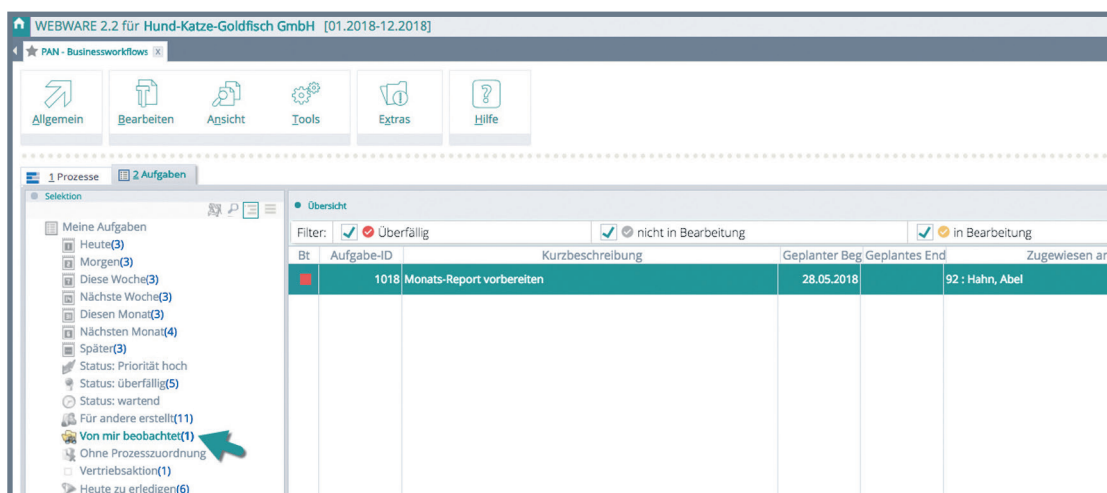 WEBWARE 2.2 für Hund-Katze-Goldfisch GmbH [01.2018-12.2018]
PAN - Businessworkflows x
Allgemein Bearbeiten Ansicht Tools Extras Hilfe
1 Prozesse 2 Aufgaben
Selektion
Meine Aufgaben
Heute(3)
Morgen(3)
Diese Woche(3)
Nächste Woche(3)
Diesen Monat(3)
Nächsten Monat(4)
Später(3)
Status: Priorität hoch
Status: überfällig(5)
Status: wartend
Für andere erstellt(11)
Von mir beobachtet(1)
Ohne Prozesszuordnung
Vertriebsaktion(1)
Heute zu erledigen(6)
Übersicht
Filter: Überfällig nicht in Bearbeitung in Bearbeitung
Bt Aufgabe-ID Kurzbeschreibung Geplanter Beg Geplantes End Zugewiesen an
1018 Monats-Report vorbereiten 28.05.2018 92 : Hahn, Abel